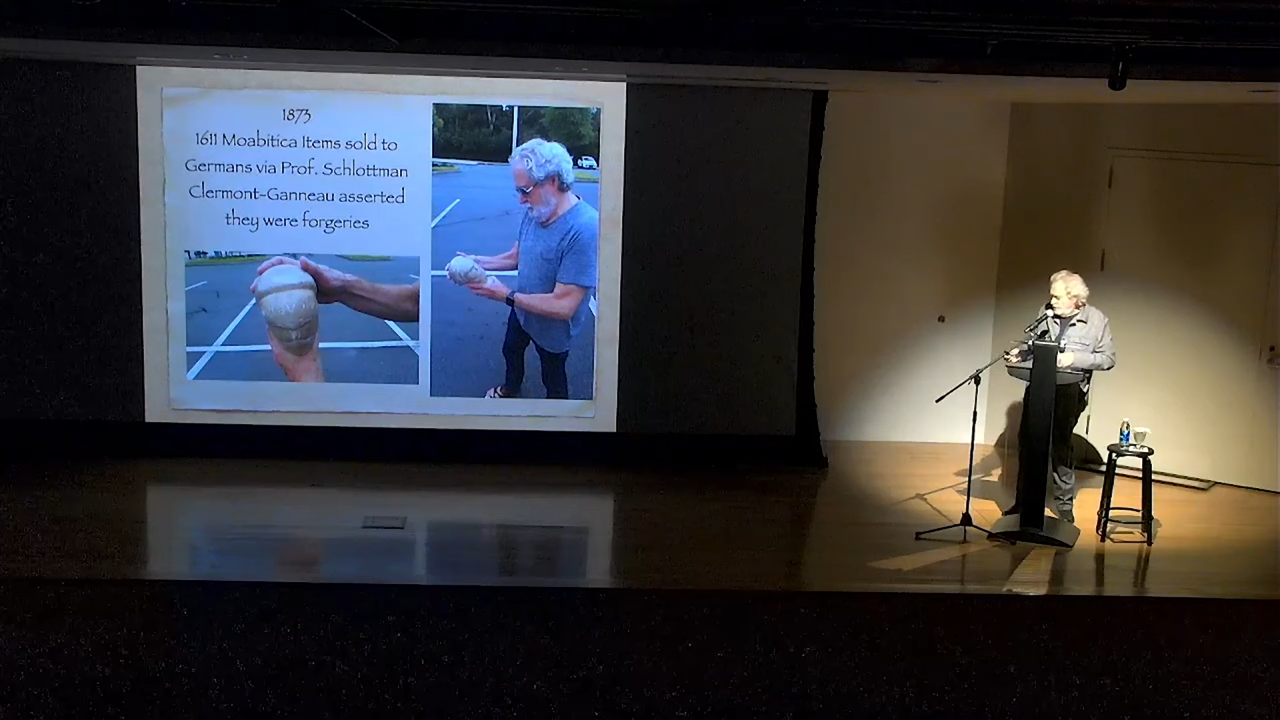 1873
1611 Moabitica Items sold to
Germans via Prof. Schlottman
Clermont-Ganneau asserted
they were forgeries